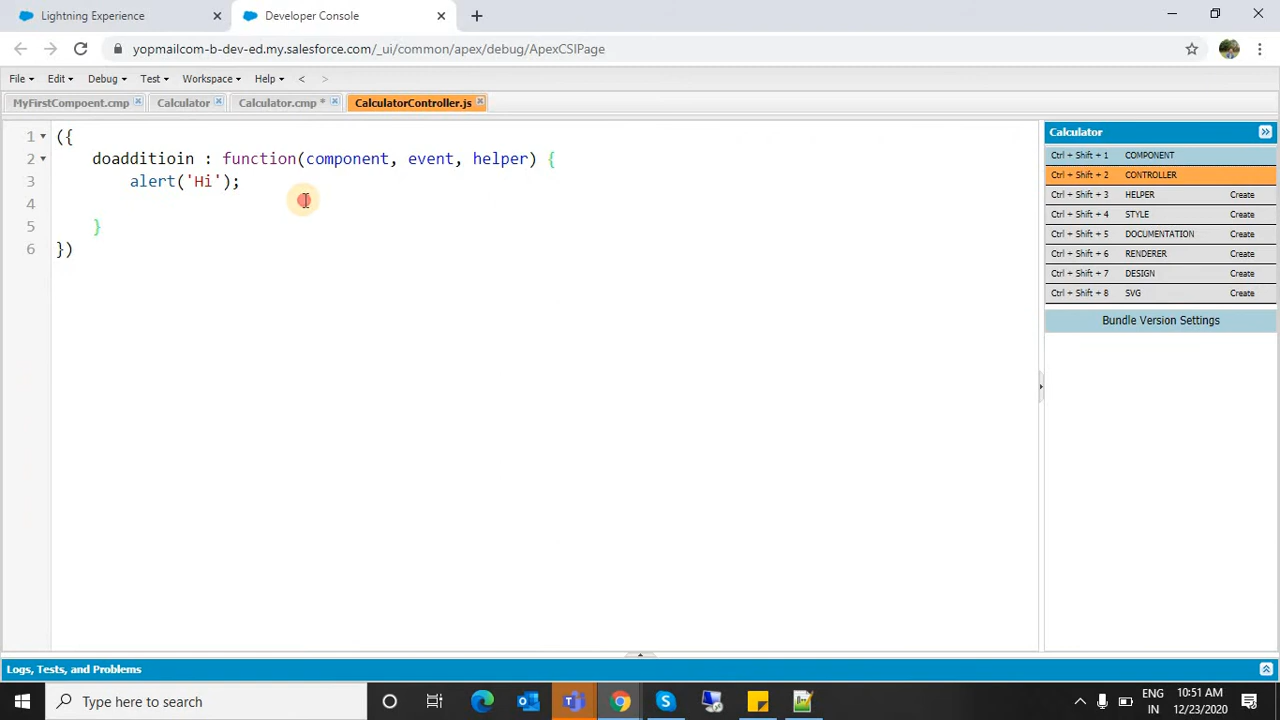 Lightning Experience
Developer Console
yopmailcom-b-dev-ed.my.salesforce.com/_ui/common/apex/debug/ApexCSIPage
File Edit Debug Test Workspace Help < >
MyFirstCompoent.cmp Calculator Calculator.cmp * CalculatorController.js
1 ({
2 doadditioin : function(component, event, helper) {
3 alert('Hi');
4
5 }
6 })
Calculator
Ctrl + Shift + 1 COMPONENT
Ctrl + Shift + 2 CONTROLLER
Ctrl + Shift + 3 HELPER Create
Ctrl + Shift + 4 STYLE Create
Ctrl + Shift + 5 DOCUMENTATION Create
Ctrl + Shift + 6 RENDERER Create
Ctrl + Shift + 7 DESIGN Create
Ctrl + Shift + 8 SVG Create
Bundle Version Settings
Logs, Tests, and Problems
Type here to search
ENG
IN
10:51 AM
12/23/2020